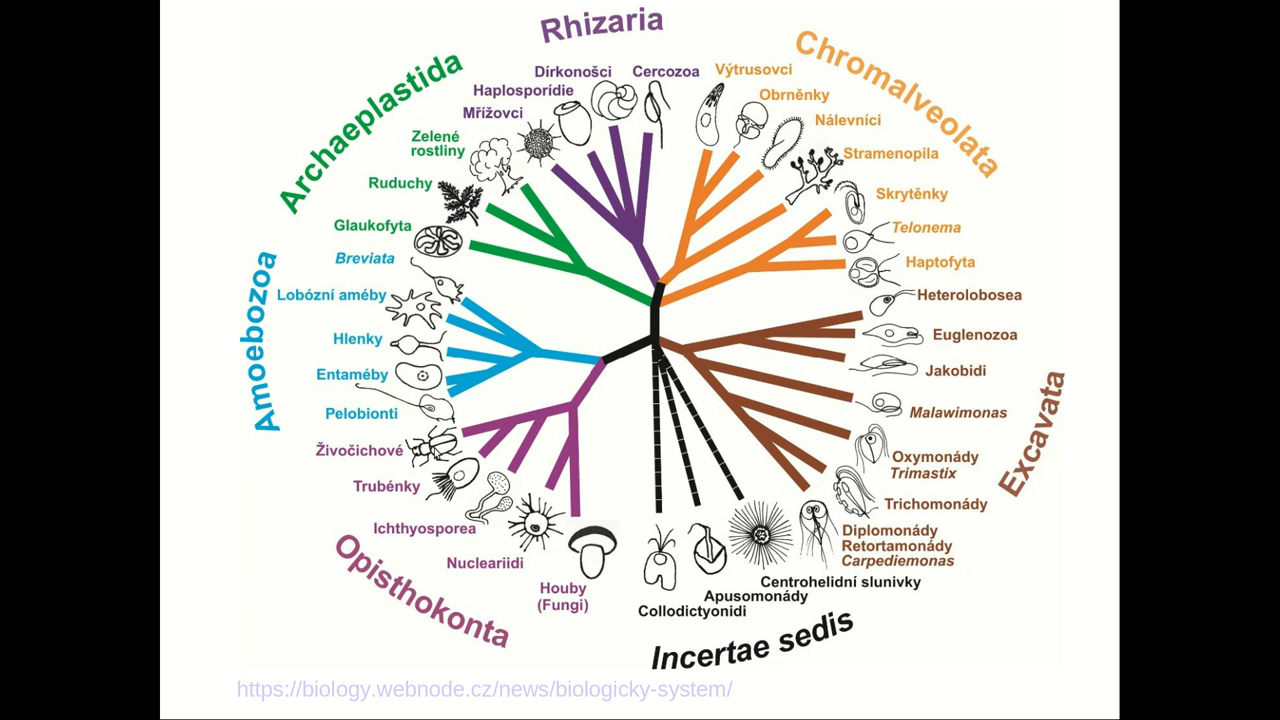 Rhizaria
Dírkonošci
Cercozoa
Haplosporídie
Mřížovci
Chromalveolata
Výtrusovci
Obrněnky
Nálevníci
Stramenopila
Skrytěnky
Telonema
Haptofyta
Archaeplastida
Zelené
rostliny
Ruduchy
Glaukofyta
Amoebozoa
Breviata
Lobózní améby
Hlenky
Entaméby
Pelobionti
Excavata
Heterolobosea
Euglenozoa
Jakobidi
Malawimonas
Oxymonády
Trimastix
Trichomonády
Diplomonády
Retortamonády
Carpediemonas
Opisthokonta
Živočichové
Trubénky
Ichthyosporea
Nucleariidi
Houby
(Fungi)
Incertae sedis
Centrohelidní slunivky
Apusomonády
Collodictyonidi
https://biology.webnode.cz/news/biologicky-system/